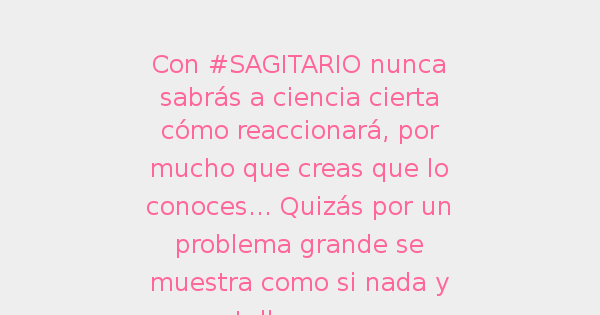 Con #SAGITARIO nunca
sabrás a ciencia cierta
cómo reaccionará, por
mucho que creas que lo
conoces... Quizás por un
problema grande se
muestra como si nada y